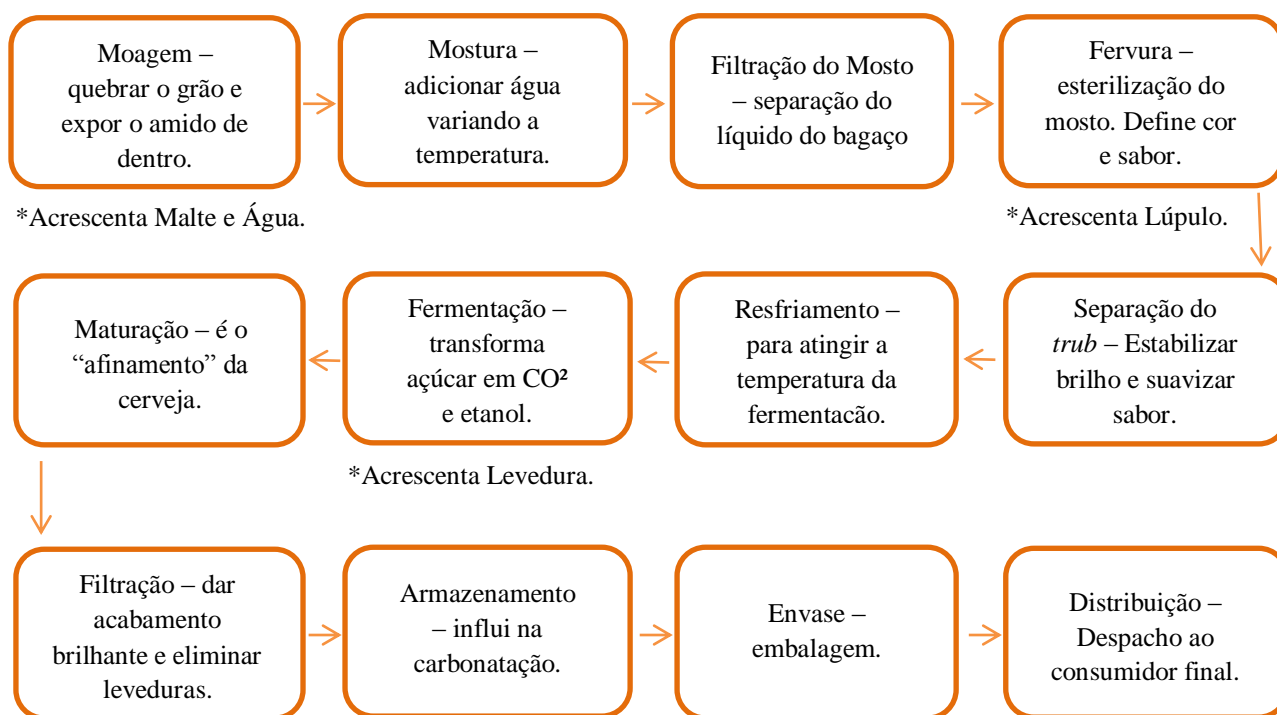 Moagem –
quebrar o grão e
expor o amido de
dentro.
Mostura –
adicionar água
variando a
temperatura.
Filtração do Mosto
– separação do
líquido do bagaço
Fervura –
esterilização do
mosto. Define cor
e sabor.
*Acrescenta Malte e Água.
*Acrescenta Lúpulo.
Separação do
trub – Estabilizar
brilho e suavizar
sabor.
Resfriamento –
para atingir a
temperatura da
fermentacão.
Fermentação –
transforma
açúcar em CO²
e etanol.
Maturação – é o
“afinamento” da
cerveja.
*Acrescenta Levedura.
Filtração – dar
acabamento
brilhante e eliminar
leveduras.
Armazenamento
– influi na
carbonatação.
Envase –
embalagem.
Distribuição –
Despacho ao
consumidor final.